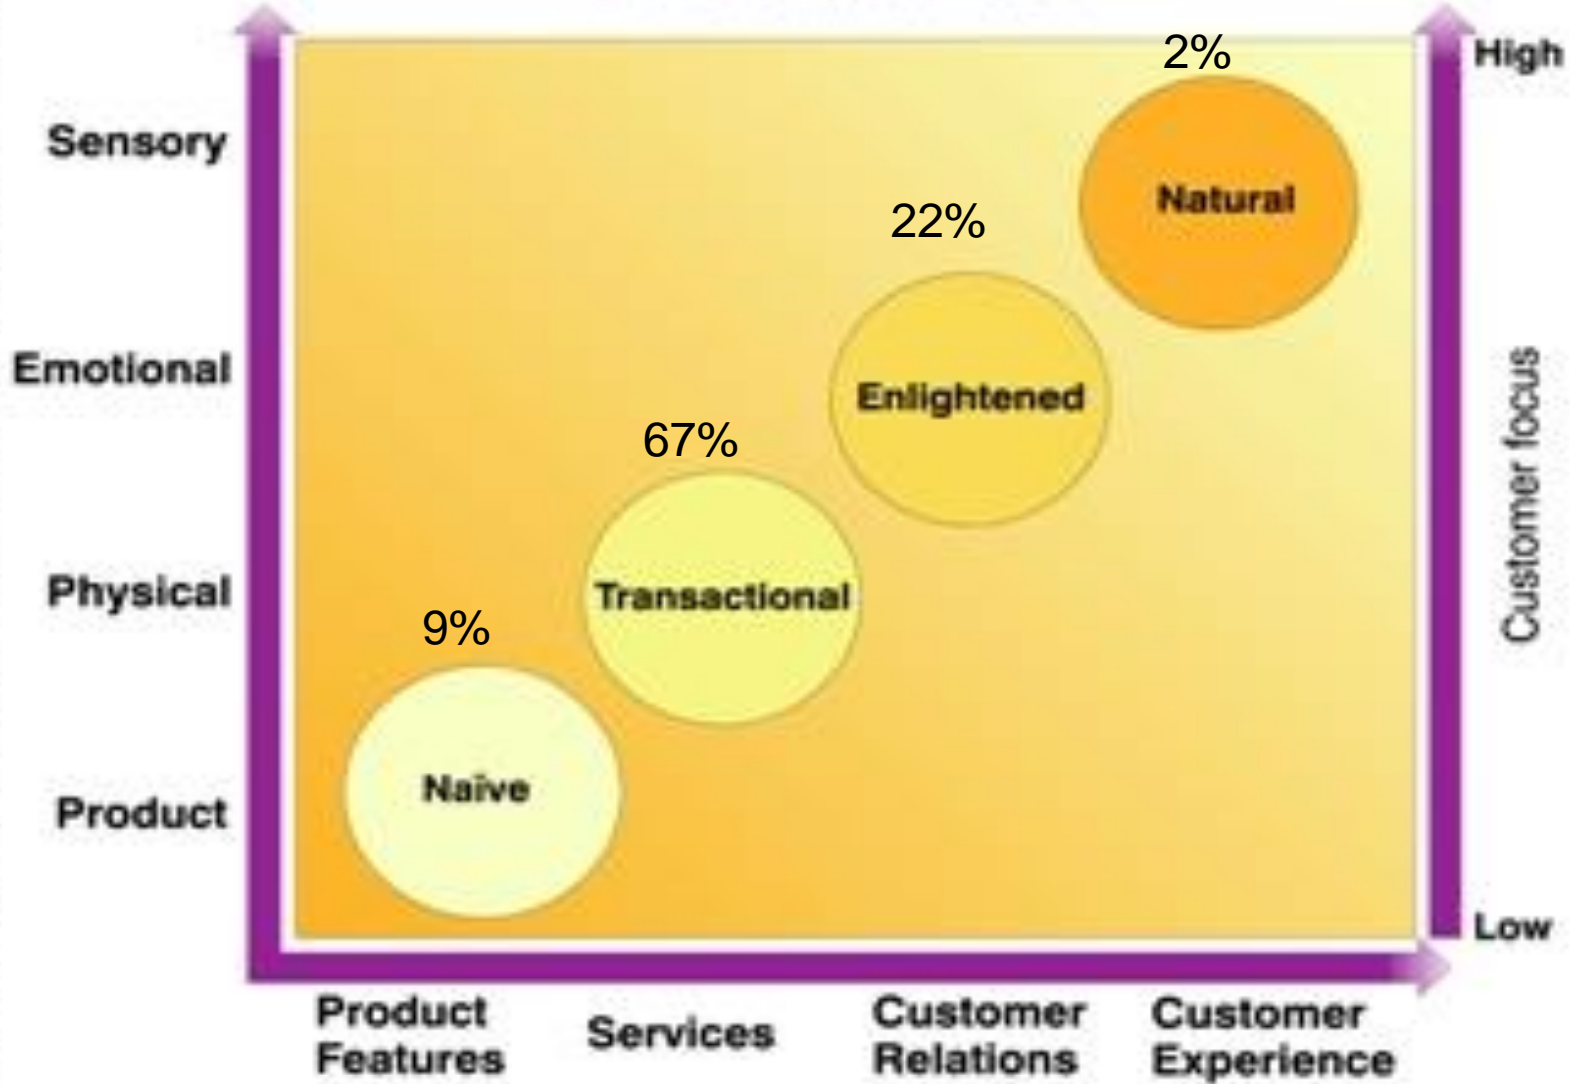 2%
High
Sensory
Natural
22%
Emotional
Enlightened
Customer focus
67%
Physical
Transactional
9%
Naïve
Product
Low
Product
Features
Services
Customer
Relations
Customer
Experience